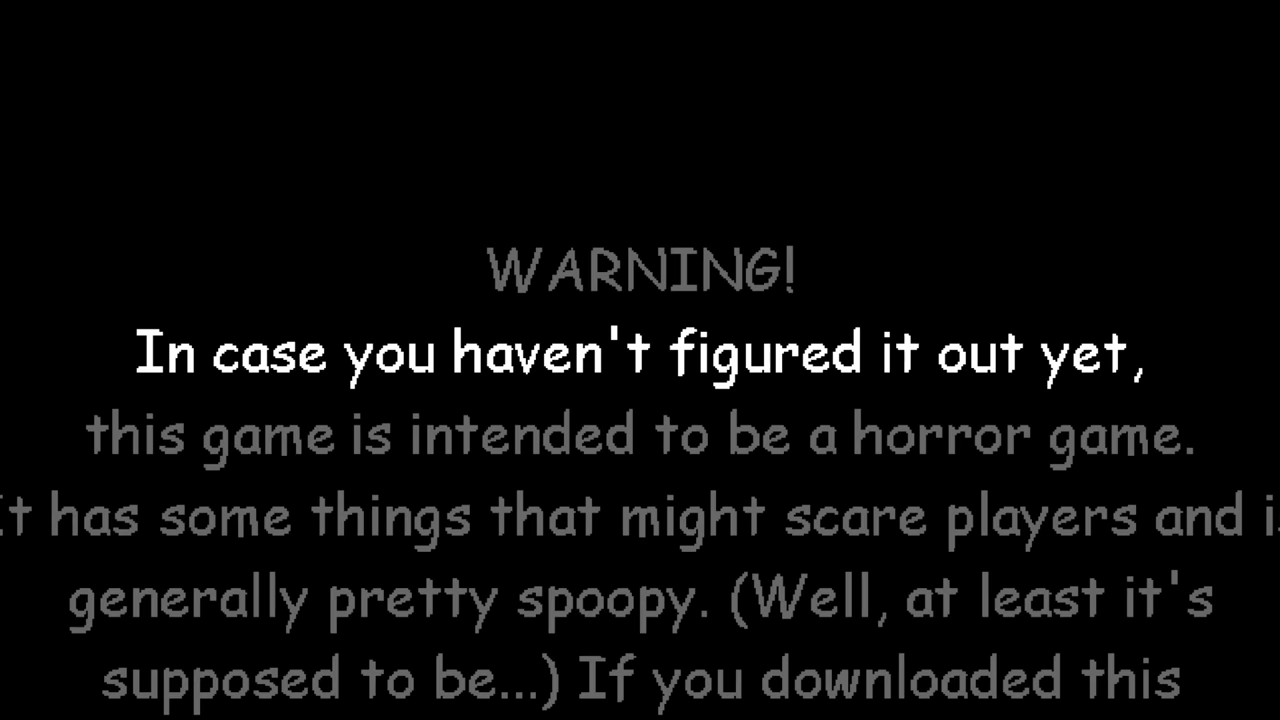 WARNING!
In case you haven't figured it out yet,
this game is intended to be a horror game.
It has some things that might scare players and i
generally pretty spoopy. (Well, at least it's
supposed to be...) If you downloaded this